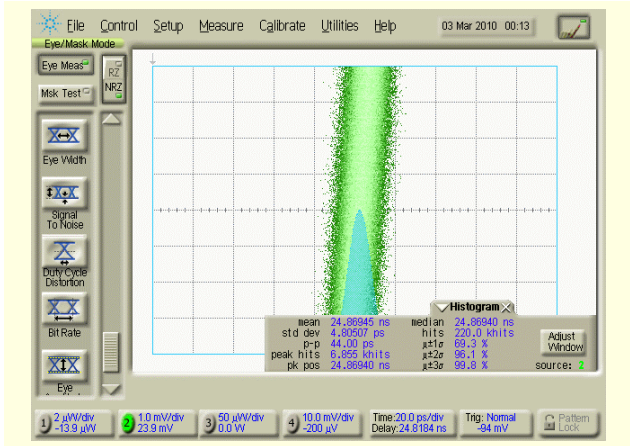 File Control Setup Measure Calibrate Utilities Help 03 Mar 2010 00:13
Eye/Mask Mode
Eye Meas
RZ
NRZ
Msk Test
Eye Width
Signal
To Noise
Duty Cycle
Distortion
Bit Rate
Eye
Histogram
mean 24.86945 ns median 24.86940 ns
std dev 4.80507 ps hits 220.0 khits
p-p 44.00 ps µ±1σ 69.3 %
peak hits 6.855 khits µ±2σ 96.1 %
pk pos 24.86940 ns µ±3σ 99.8 %
Adjust
Window
source: 2
1) 2 µW/div
-13.9 µW
2) 1.0 mV/div
23.9 mV
3) 50 µW/div
0.0 W
4) 10.0 mV/div
-200 µV
Time:20.0 ps/div
Delay:24.8184 ns
Trig: Normal
-94 mV
Pattern
Lock